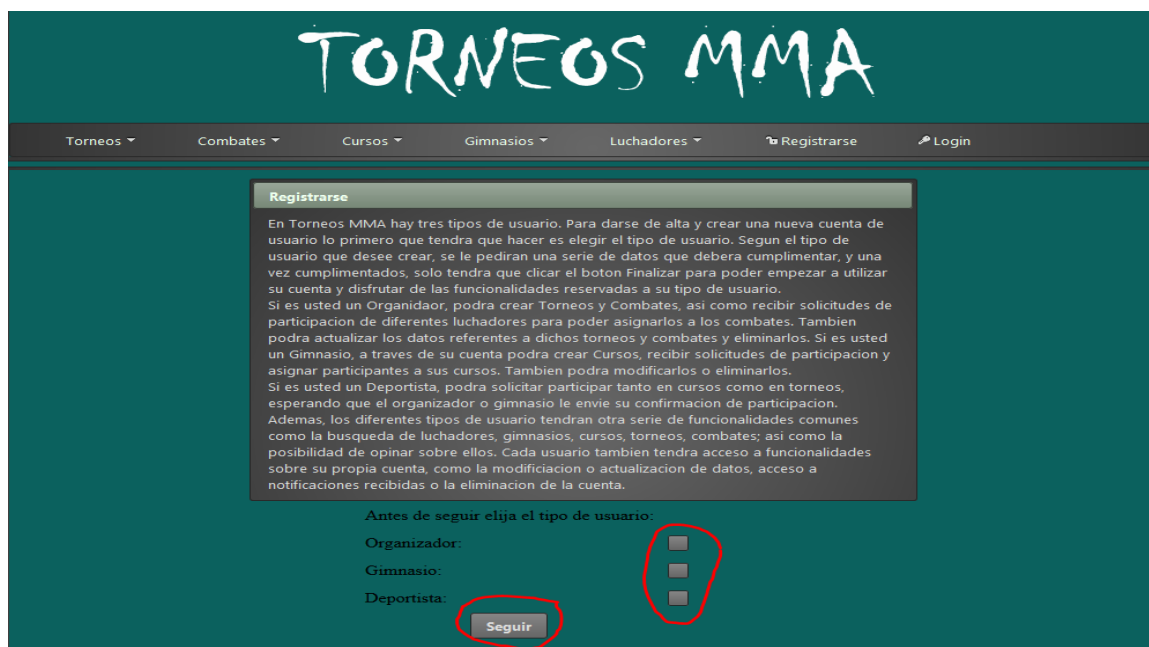 TORNEOS MMA
Torneos Combates Cursos Gimnasios Luchadores Registrarse Login
Registrarse
En Torneos MMA hay tres tipos de usuario. Para darse de alta y crear una nueva cuenta de
usuario lo primero que tendra que hacer es elegir el tipo de usuario. Segun el tipo de
usuario que desee crear, se le pediran una serie de datos que debera cumplimentar, y una
vez cumplimentados, solo tendra que clicar el boton Finalizar para poder empezar a utilizar
su cuenta y disfrutar de las funcionalidades reservadas a su tipo de usuario.
Si es usted un Organidaor, podra crear Torneos y Combates, asi como recibir solicitudes de
participacion de diferentes luchadores para poder asignarlos a los combates. Tambien
podra actualizar los datos referentes a dichos torneos y combates y eliminarlos. Si es usted
un Gimnasio, a traves de su cuenta podra crear Cursos, recibir solicitudes de participacion y
asignar participantes a sus cursos. Tambien podra modificarlos o eliminarlos.
Si es usted un Deportista, podra solicitar participar tanto en cursos como en torneos,
esperando que el organizador o gimnasio le envie su confirmacion de participacion.
Ademas, los diferentes tipos de usuario tendran otra serie de funcionalidades comunes
como la busqueda de luchadores, gimnasios, cursos, torneos, combates; asi como la
posibilidad de opinar sobre ellos. Cada usuario tambien tendra acceso a funcionalidades
sobre su propia cuenta, como la modificiacion o actualizacion de datos, acceso a
notificaciones recibidas o la eliminacion de la cuenta.
Antes de seguir elija el tipo de usuario:
Organizador:
Gimnasio:
Deportista:
Seguir